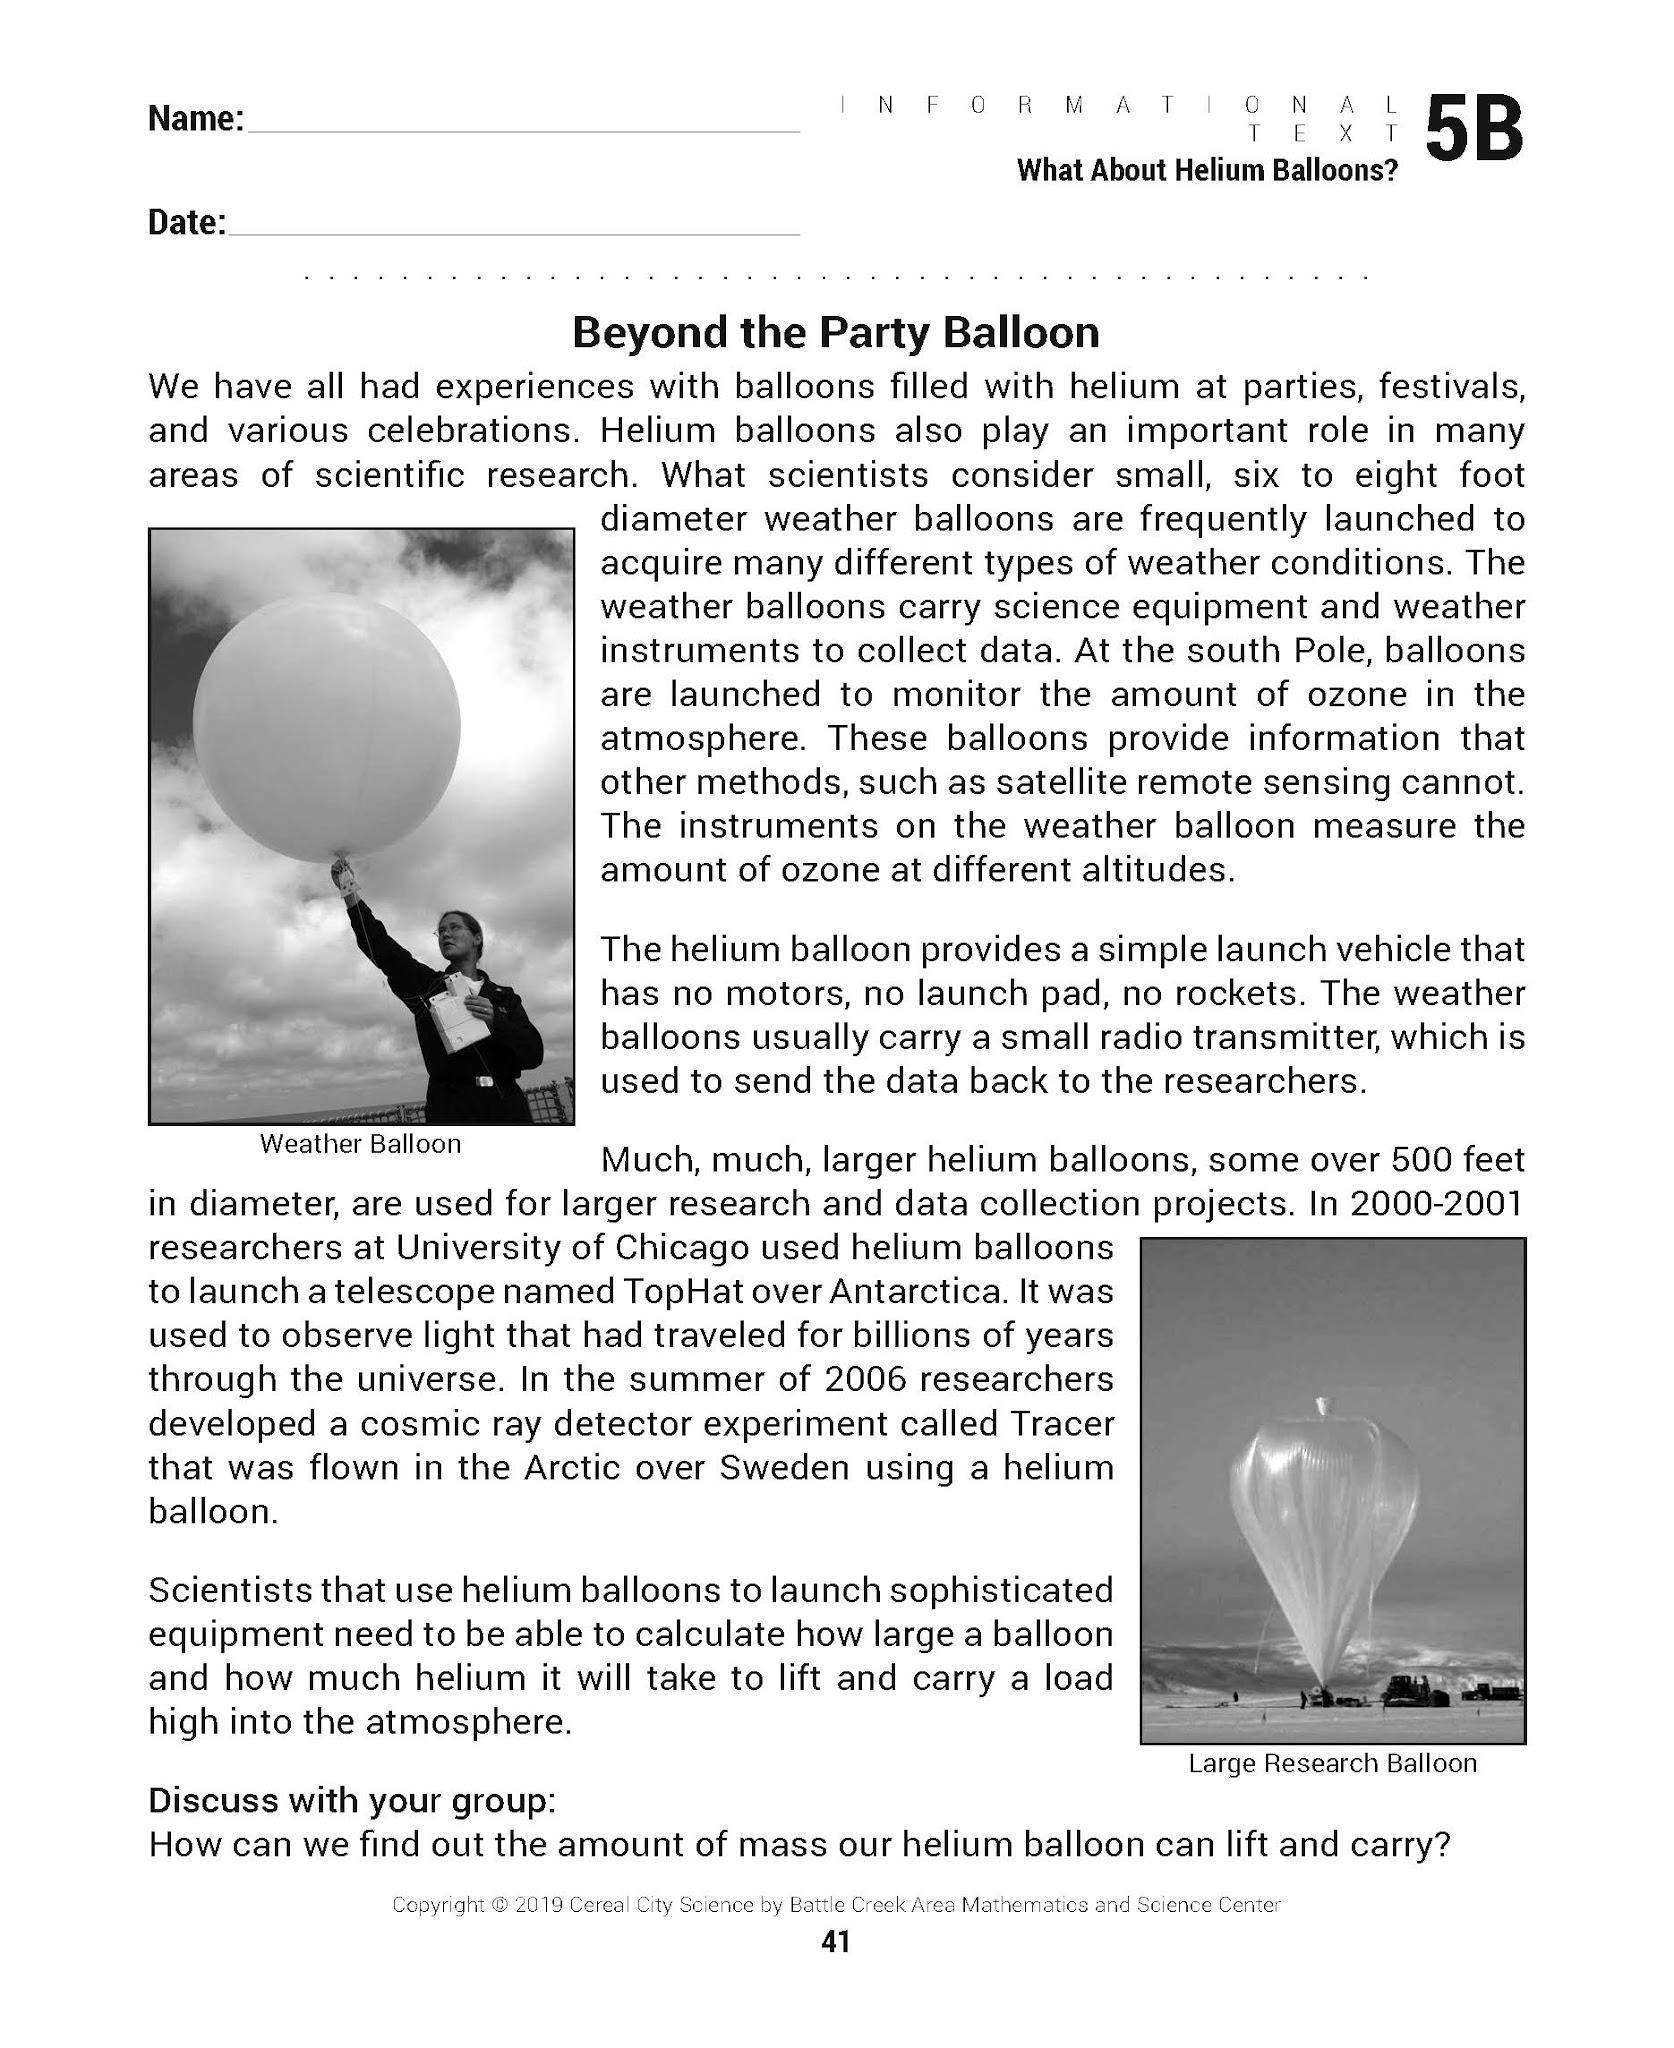 Name:
INFORMATIONAL
TEXT
5B
What About Helium Balloons?
Date:
Beyond the Party Balloon
We have all had experiences with balloons filled with helium at parties, festivals,
and various celebrations. Helium balloons also play an important role in many
areas of scientific research. What scientists consider small, six to eight foot
diameter weather balloons are frequently launched to
acquire many different types of weather conditions. The
weather balloons carry science equipment and weather
instruments to collect data. At the south Pole, balloons
are launched to monitor the amount of ozone in the
atmosphere. These balloons provide information that
other methods, such as satellite remote sensing cannot.
The instruments on the weather balloon measure the
amount of ozone at different altitudes.
The helium balloon provides a simple launch vehicle that
has no motors, no launch pad, no rockets. The weather
balloons usually carry a small radio transmitter, which is
used to send the data back to the researchers.
Weather Balloon
Much, much, larger helium balloons, some over 500 feet
in diameter, are used for larger research and data collection projects. In 2000-2001
researchers at University of Chicago used helium balloons
to launch a telescope named TopHat over Antarctica. It was
used to observe light that had traveled for billions of years
through the universe. In the summer of 2006 researchers
developed a cosmic ray detector experiment called Tracer
that was flown in the Arctic over Sweden using a helium
balloon.
Scientists that use helium balloons to launch sophisticated
equipment need to be able to calculate how large a balloon
and how much helium it will take to lift and carry a load
high into the atmosphere.
Large Research Balloon
Discuss with your group:
How can we find out the amount of mass our helium balloon can lift and carry?
Copyright © 2019 Cereal City Science by Battle Creek Area Mathematics and Science Center
41